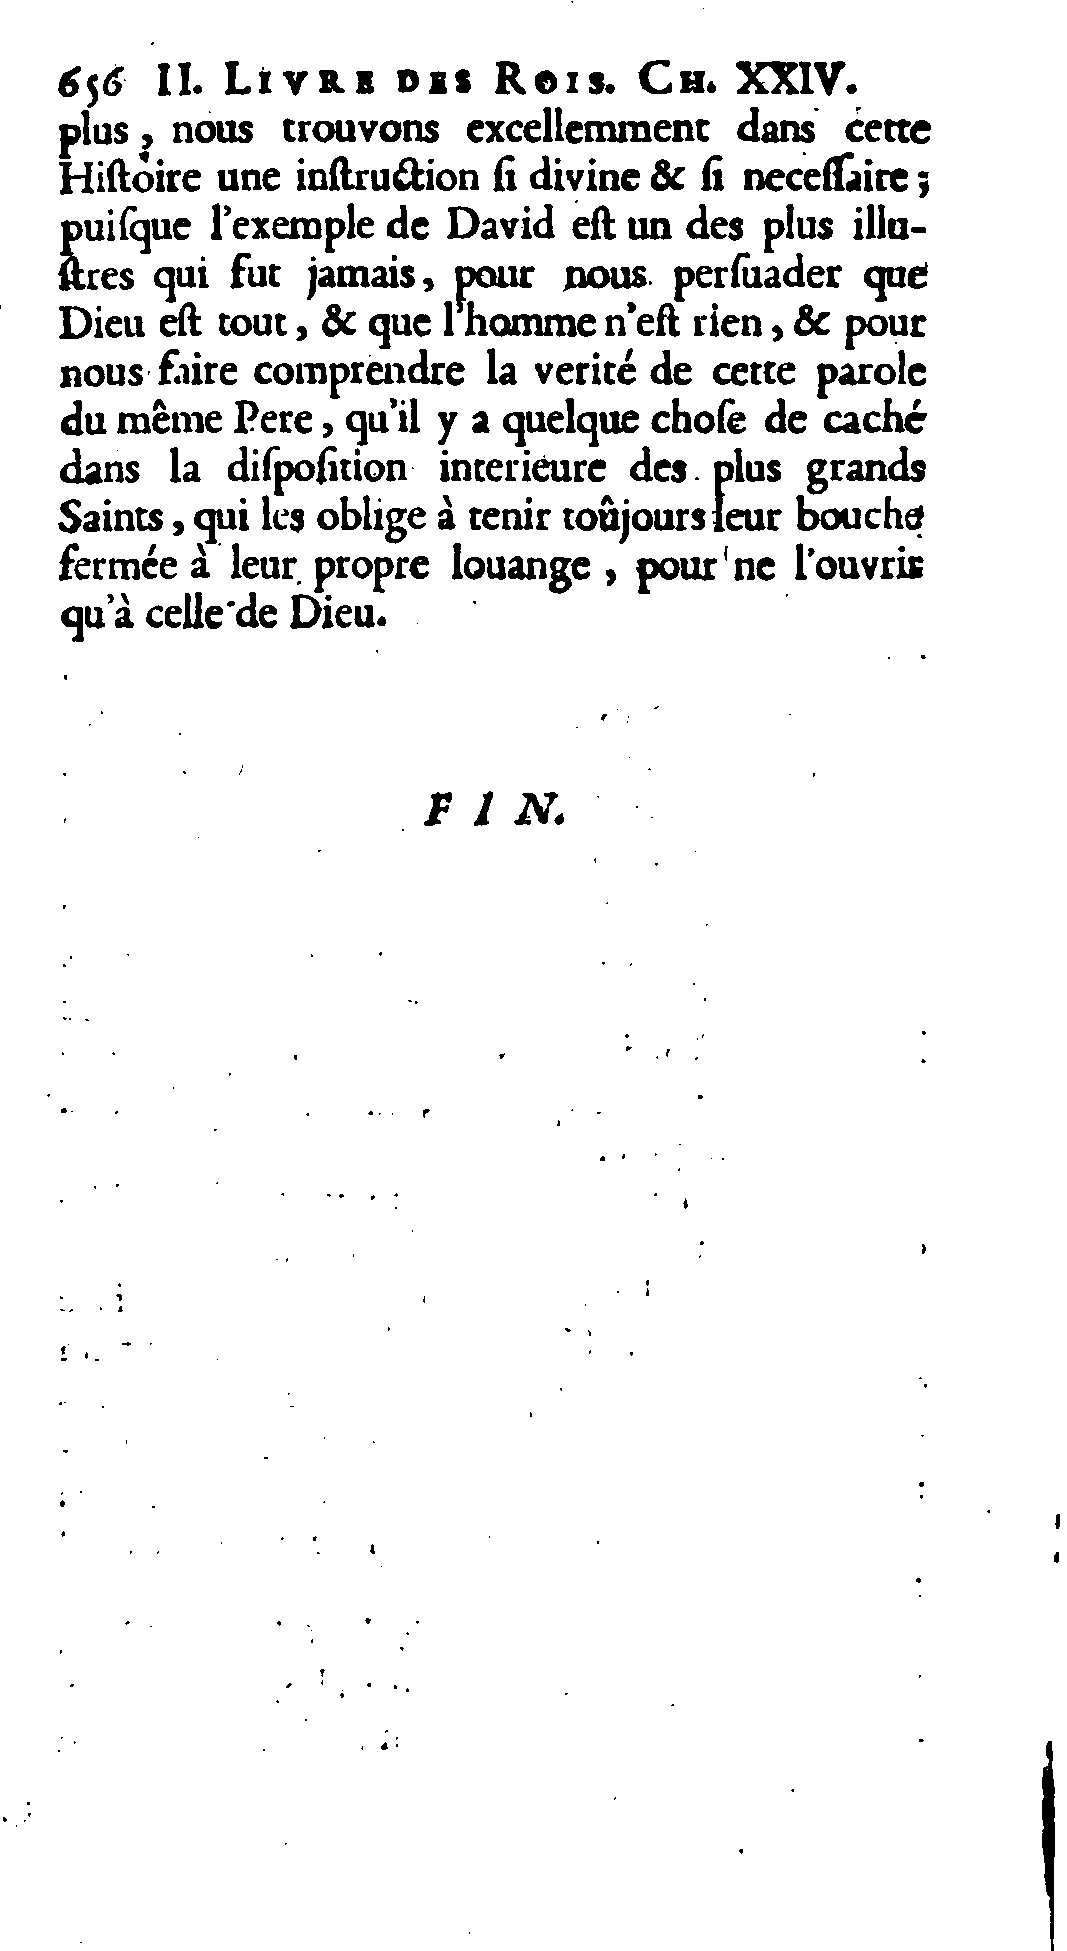 656 II. LIVRE DES ROIS. CH. XXIV.
plus, nous trouvons excellemment dans cette
Hiſtoire une inſtruction ſi divine & ſi neceſſaire;
puiſque l'exemple de David eſt un des plus illu-
ſtres qui fut jamais, pour nous perſuader que
Dieu eſt tout, & que l'homme n'eſt rien, & pour
nous faire comprendre la verité de cette parole
du même Pere, qu'il y a quelque choſe de caché
dans la diſpoſition interieure des plus grands
Saints, qui les oblige à tenir toûjours leur bouche
fermée à leur propre louange, pour ne l'ouvrir
qu'à celle de Dieu.
FIN.